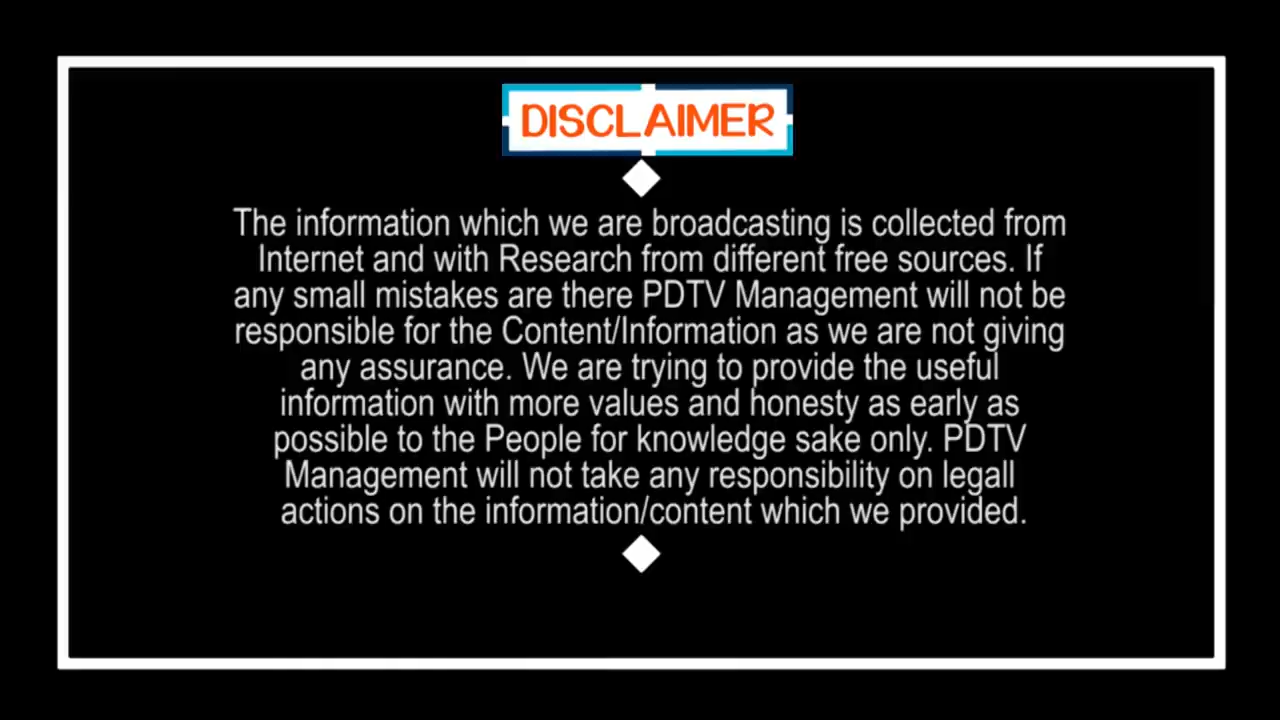 DISCLAIMER
The information which we are broadcasting is collected from
Internet and with Research from different free sources. If
any small mistakes are there PDTV Management will not be
responsible for the Content/Information as we are not giving
any assurance. We are trying to provide the useful
information with more values and honesty as early as
possible to the People for knowledge sake only. PDTV
Management will not take any responsibility on legall
actions on the information/content which we provided.